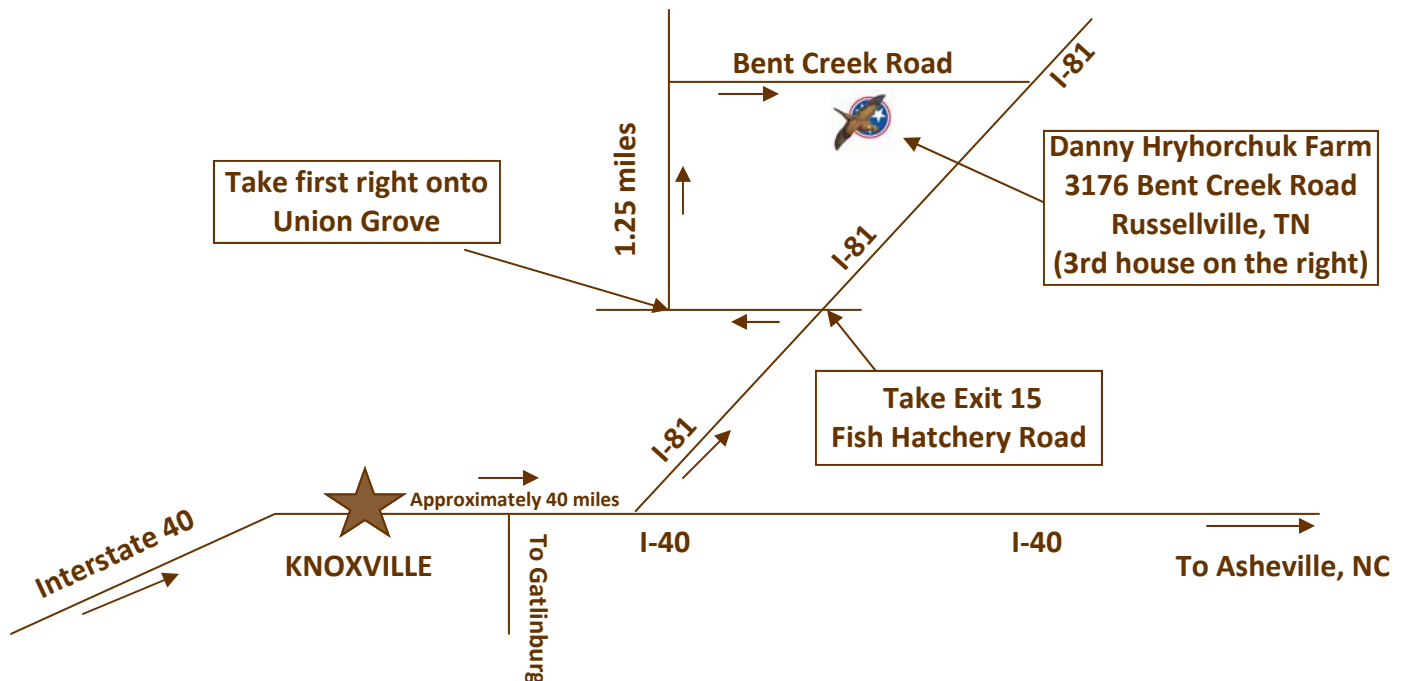 Bent Creek Road
I-81
Danny Hryhorchuk Farm
3176 Bent Creek Road
Russellville, TN
(3rd house on the right)
Take first right onto
Union Grove
1.25 miles
I-81
Take Exit 15
Fish Hatchery Road
I-81
Approximately 40 miles
Interstate 40
KNOXVILLE
To Gatlinburg
I-40
I-40
To Asheville, NC